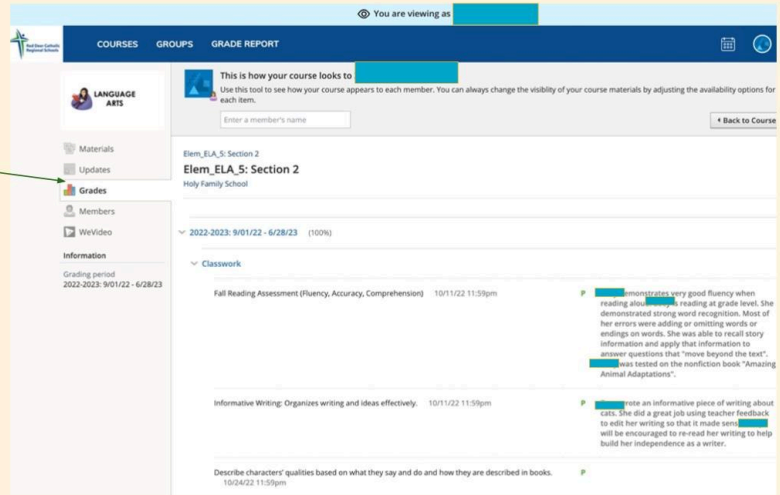 You are viewing as
Red Deer Catholic
Regional Schools
COURSES GROUPS GRADE REPORT
LANGUAGE
ARTS
This is how your course looks to
Use this tool to see how your course appears to each member. You can always change the visiblity of your course materials by adjusting the availability options for
each item.
Enter a member's name
Back to Course
Materials
Updates
Grades
Members
WeVideo
Information
Grading period
2022-2023: 9/01/22 - 6/28/23
Elem_ELA_5: Section 2
Elem_ELA_5: Section 2
Holy Family School
2022-2023: 9/01/22 - 6/28/23 (100%)
Classwork
Fall Reading Assessment (Fluency, Accuracy, Comprehension) 10/11/22 11:59pm
P
emonstrates very good fluency when
reading alou is reading at grade level. She
demonstrated strong word recognition. Most of
her errors were adding or omitting words or
endings on words. She was able to recall story
information and apply that information to
answer questions that "move beyond the text".
was tested on the nonfiction book "Amazing
Animal Adaptations".
Informative Writing: Organizes writing and ideas effectively. 10/11/22 11:59pm
P
rote an informative piece of writing about
cats. She did a great job using teacher feedback
to edit her writing so that it made sens
will be encouraged to re-read her writing to help
build her independence as a writer.
Describe characters' qualities based on what they say and do and how they are described in books.
10/24/22 11:59pm
P